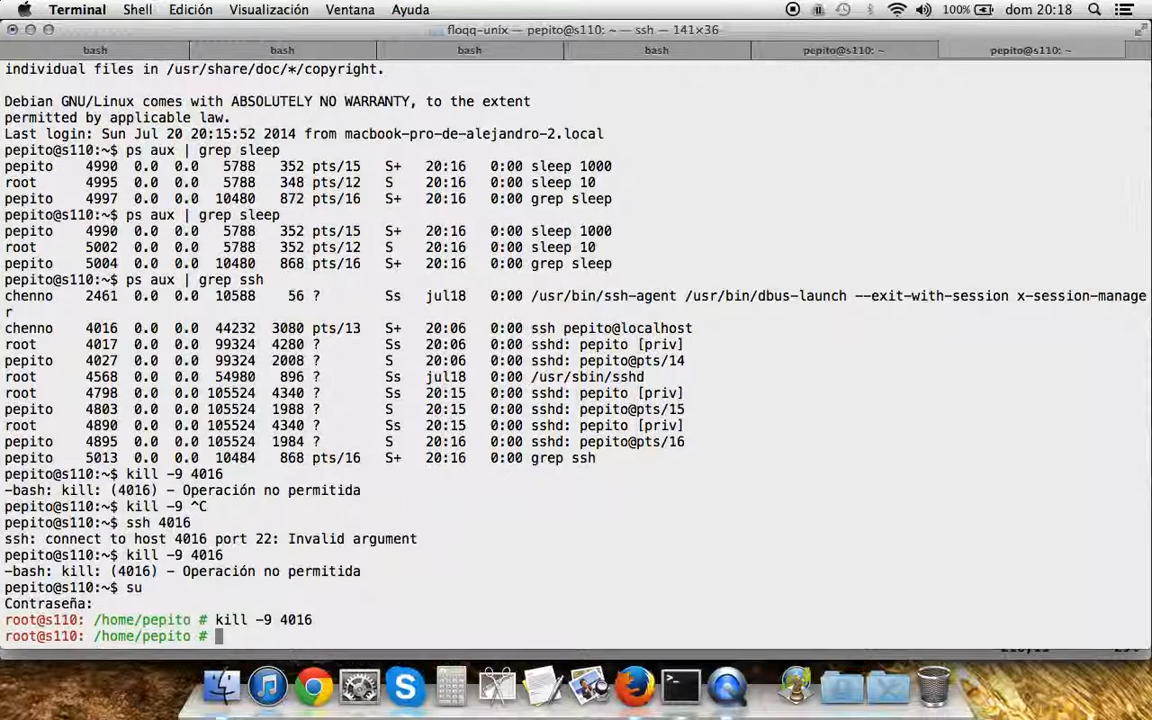 Terminal Shell Edición Visualización Ventana Ayuda 100% dom 20:18
floqq-unix — pepito@s110: ~ — ssh — 141×36
bash bash bash bash pepito@s110: ~ pepito@s110: ~
individual files in /usr/share/doc/*/copyright.
Debian GNU/Linux comes with ABSOLUTELY NO WARRANTY, to the extent
permitted by applicable law.
Last login: Sun Jul 20 20:15:52 2014 from macbook-pro-de-alejandro-2.local
pepito@s110:~$ ps aux | grep sleep
pepito 4990 0.0 0.0 5788 352 pts/15 S+ 20:16 0:00 sleep 1000
root 4995 0.0 0.0 5788 348 pts/12 S 20:16 0:00 sleep 10
pepito 4997 0.0 0.0 10480 872 pts/16 S+ 20:16 0:00 grep sleep
pepito@s110:~$ ps aux | grep sleep
pepito 4990 0.0 0.0 5788 352 pts/15 S+ 20:16 0:00 sleep 1000
root 5002 0.0 0.0 5788 352 pts/12 S 20:16 0:00 sleep 10
pepito 5004 0.0 0.0 10480 868 pts/16 S+ 20:16 0:00 grep sleep
pepito@s110:~$ ps aux | grep ssh
chenno 2461 0.0 0.0 10588 56 ? Ss jul18 0:00 /usr/bin/ssh-agent /usr/bin/dbus-launch --exit-with-session x-session-manage
r
chenno 4016 0.0 0.0 44232 3080 pts/13 S+ 20:06 0:00 ssh pepito@localhost
root 4017 0.0 0.0 99324 4280 ? Ss 20:06 0:00 sshd: pepito [priv]
pepito 4027 0.0 0.0 99324 2008 ? S 20:06 0:00 sshd: pepito@pts/14
root 4568 0.0 0.0 54980 896 ? Ss jul18 0:00 /usr/sbin/sshd
root 4798 0.0 0.0 105524 4340 ? Ss 20:15 0:00 sshd: pepito [priv]
pepito 4803 0.0 0.0 105524 1988 ? S 20:15 0:00 sshd: pepito@pts/15
root 4890 0.0 0.0 105524 4340 ? Ss 20:15 0:00 sshd: pepito [priv]
pepito 4895 0.0 0.0 105524 1984 ? S 20:16 0:00 sshd: pepito@pts/16
pepito 5013 0.0 0.0 10484 868 pts/16 S+ 20:16 0:00 grep ssh
pepito@s110:~$ kill -9 4016
-bash: kill: (4016) - Operación no permitida
pepito@s110:~$ kill -9 ^C
pepito@s110:~$ ssh 4016
ssh: connect to host 4016 port 22: Invalid argument
pepito@s110:~$ kill -9 4016
-bash: kill: (4016) - Operación no permitida
pepito@s110:~$ su
Contraseña:
root@s110: /home/pepito # kill -9 4016
root@s110: /home/pepito #